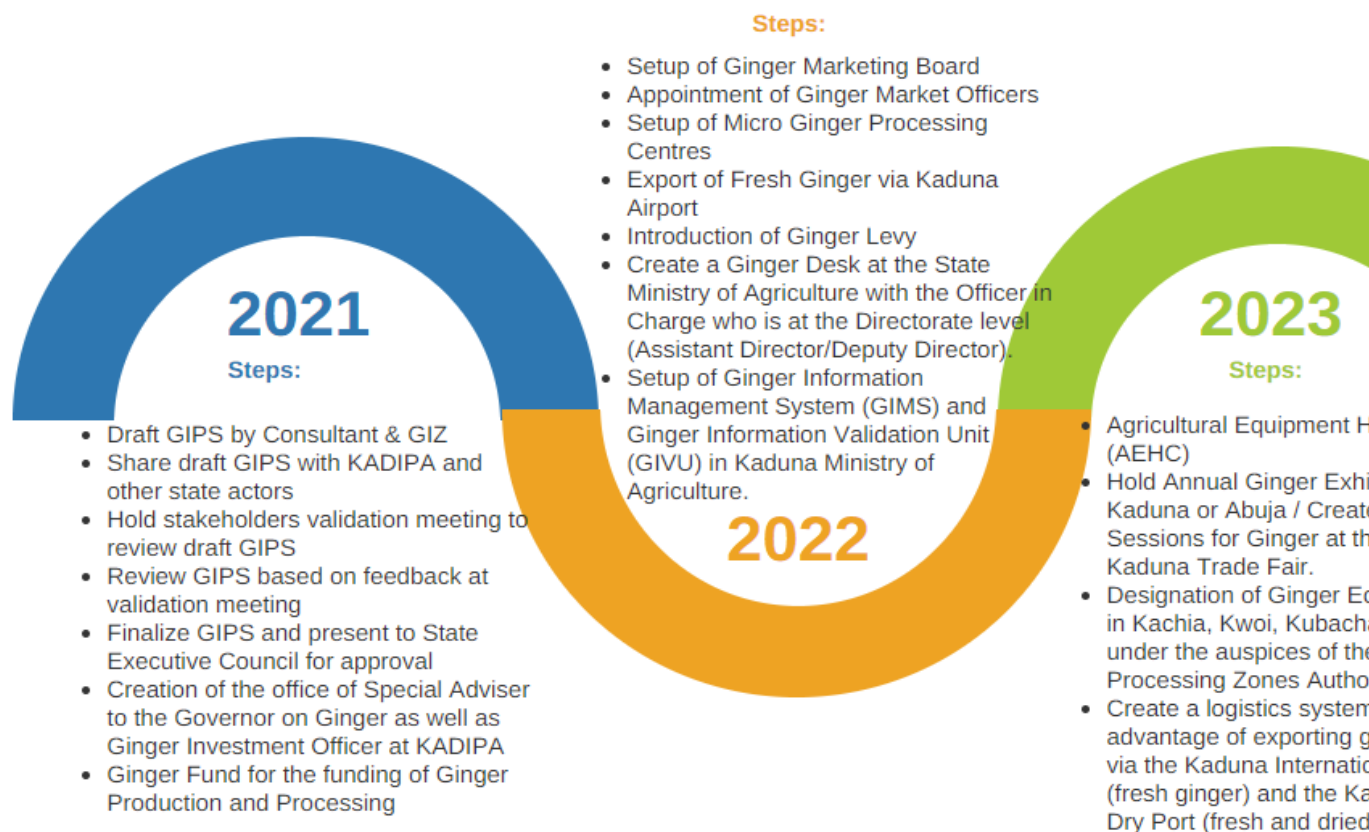 2021
Steps:
Draft GIPS by Consultant & GIZ
Share draft GIPS with KADIPA and
other state actors
Hold stakeholders validation meeting to
review draft GIPS
Review GIPS based on feedback at
validation meeting
Finalize GIPS and present to State
Executive Council for approval
Creation of the office of Special Adviser
to the Governor on Ginger as well as
Ginger Investment Officer at KADIPA
Ginger Fund for the funding of Ginger
Production and Processing
Steps:
Setup of Ginger Marketing Board
Appointment of Ginger Market Officers
Setup of Micro Ginger Processing
Centres
Export of Fresh Ginger via Kaduna
Airport
Introduction of Ginger Levy
Create a Ginger Desk at the State
Ministry of Agriculture with the Officer in
Charge who is at the Directorate level
(Assistant Director/Deputy Director).
Setup of Ginger Information
Management System (GIMS) and
Ginger Information Validation Unit
(GIVU) in Kaduna Ministry of
Agriculture.
2022
2023
Steps:
Agricultural Equipment
(AEHC)
Hold Annual Ginger
Kaduna or Abuja /
Sessions for Ginger at
Kaduna Trade Fair.
Designation of Ginger
in Kachia, Kwoi,
under the auspices of
Processing Zones
Create a logistics
advantage of exporting
via the Kaduna
(fresh ginger) and the
Dry Port (fresh and